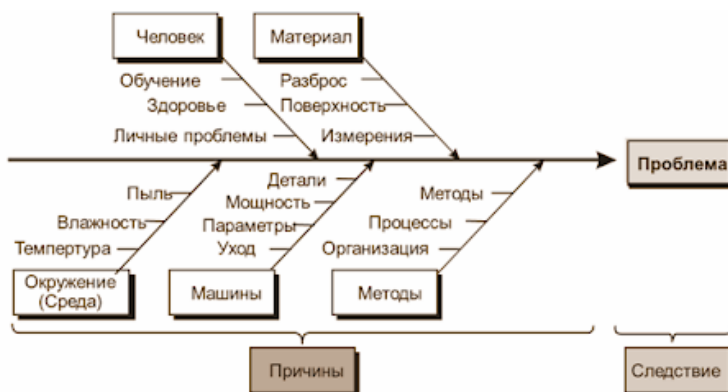 Человек
Материал
Обучение
Здоровье
Личные проблемы
Разброс
Поверхность
Измерения
Проблема
Пыль
Влажность
Темпертура
Детали
Мощность
Параметры
Уход
Методы
Процессы
Организация
Окружение
(Среда)
Машины
Методы
Причины
Следствие